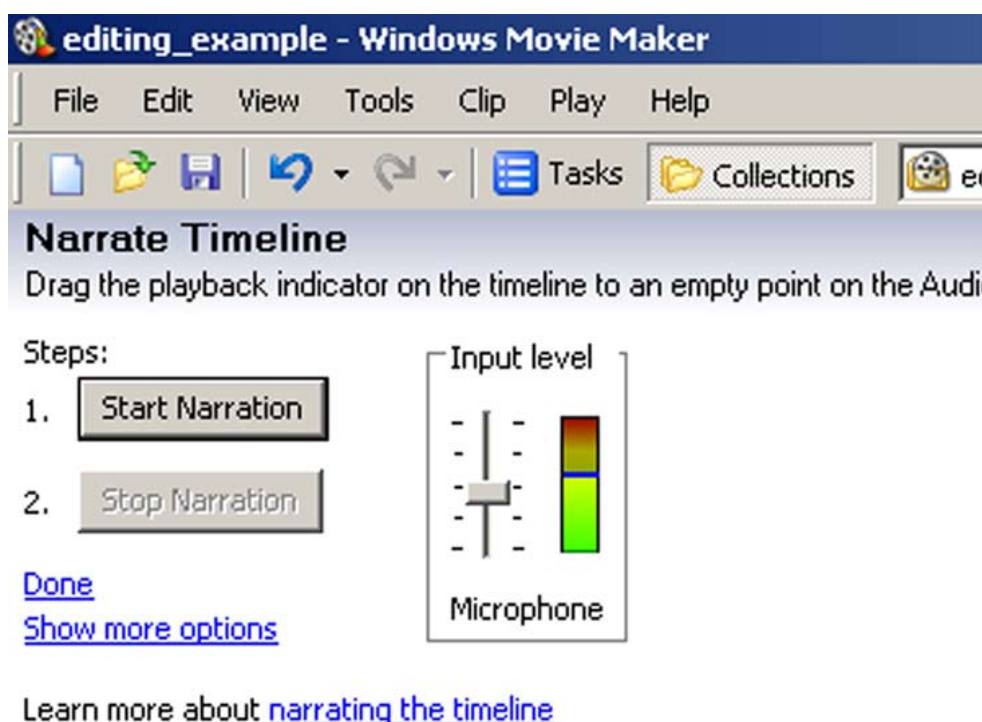 editing_example - Windows Movie Maker
File Edit View Tools Clip Play Help
Tasks Collections
Narrate Timeline
Drag the playback indicator on the timeline to an empty point on the
Steps:
Input level
1. Start Narration
2. Stop Narration
Done
Show more options
Microphone
Learn more about narrating the timeline